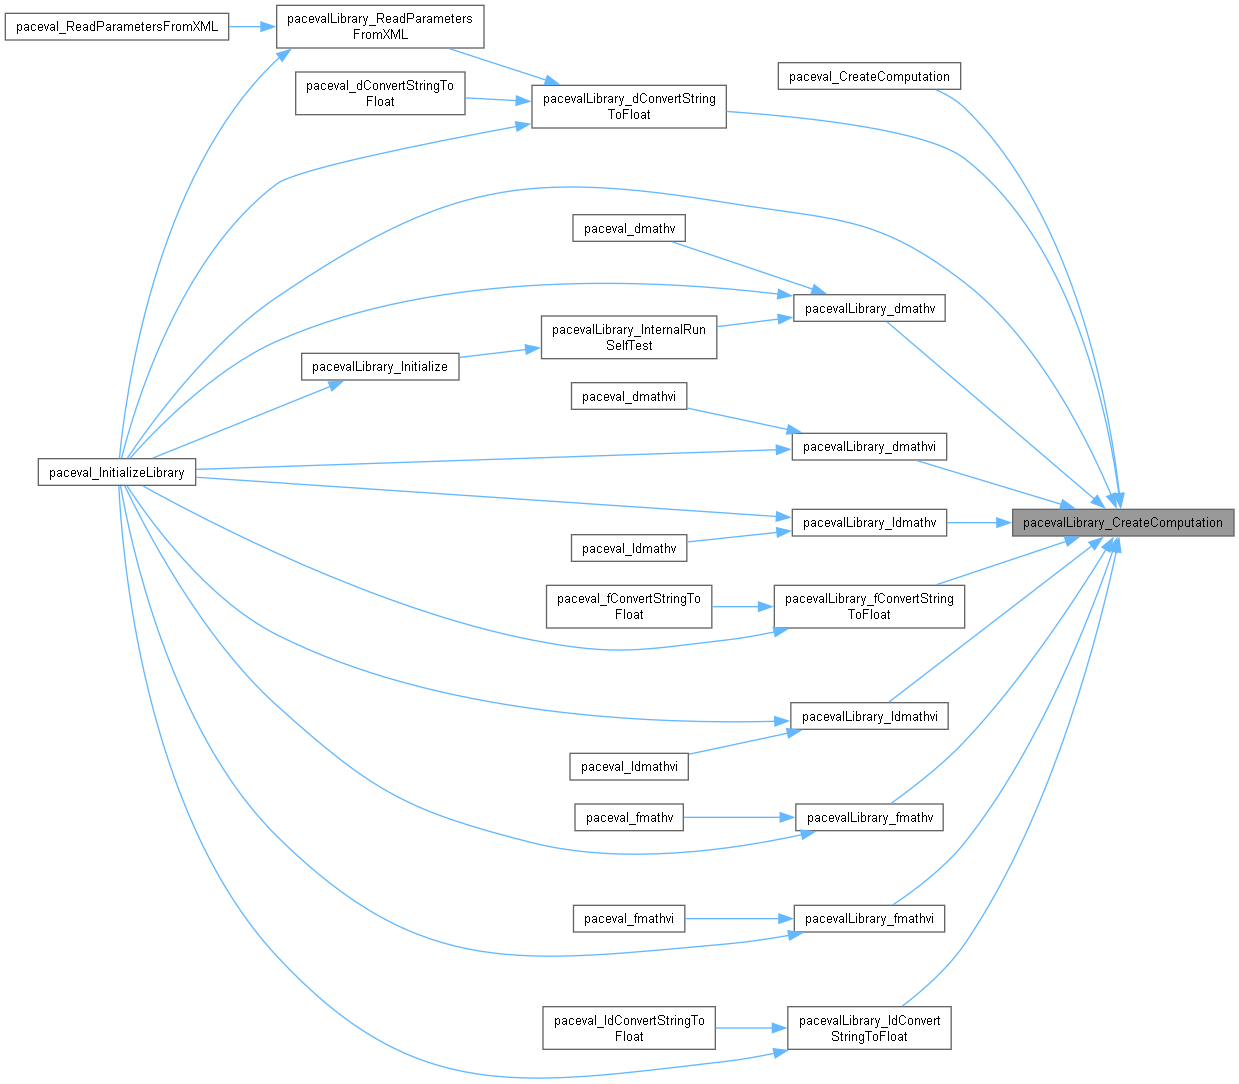 paceval_ReadParametersFromXML
pacevalLibrary_ReadParameters
FromXML
paceval_CreateComputation
paceval_dConvertStringTo
Float
pacevalLibrary_dConvertString
ToFloat
paceval_dmathv
pacevalLibrary_dmathv
pacevalLibrary_InternalRun
SelfTest
pacevalLibrary_Initialize
paceval_dmathvi
pacevalLibrary_dmathvi
paceval_InitializeLibrary
pacevalLibrary_ldmathv
pacevalLibrary_CreateComputation
paceval_ldmathv
paceval_fConvertStringTo
Float
pacevalLibrary_fConvertString
ToFloat
pacevalLibrary_ldmathvi
paceval_ldmathvi
paceval_fmathv
pacevalLibrary_fmathv
paceval_fmathvi
pacevalLibrary_fmathvi
paceval_ldConvertStringTo
Float
pacevalLibrary_ldConvert
StringToFloat